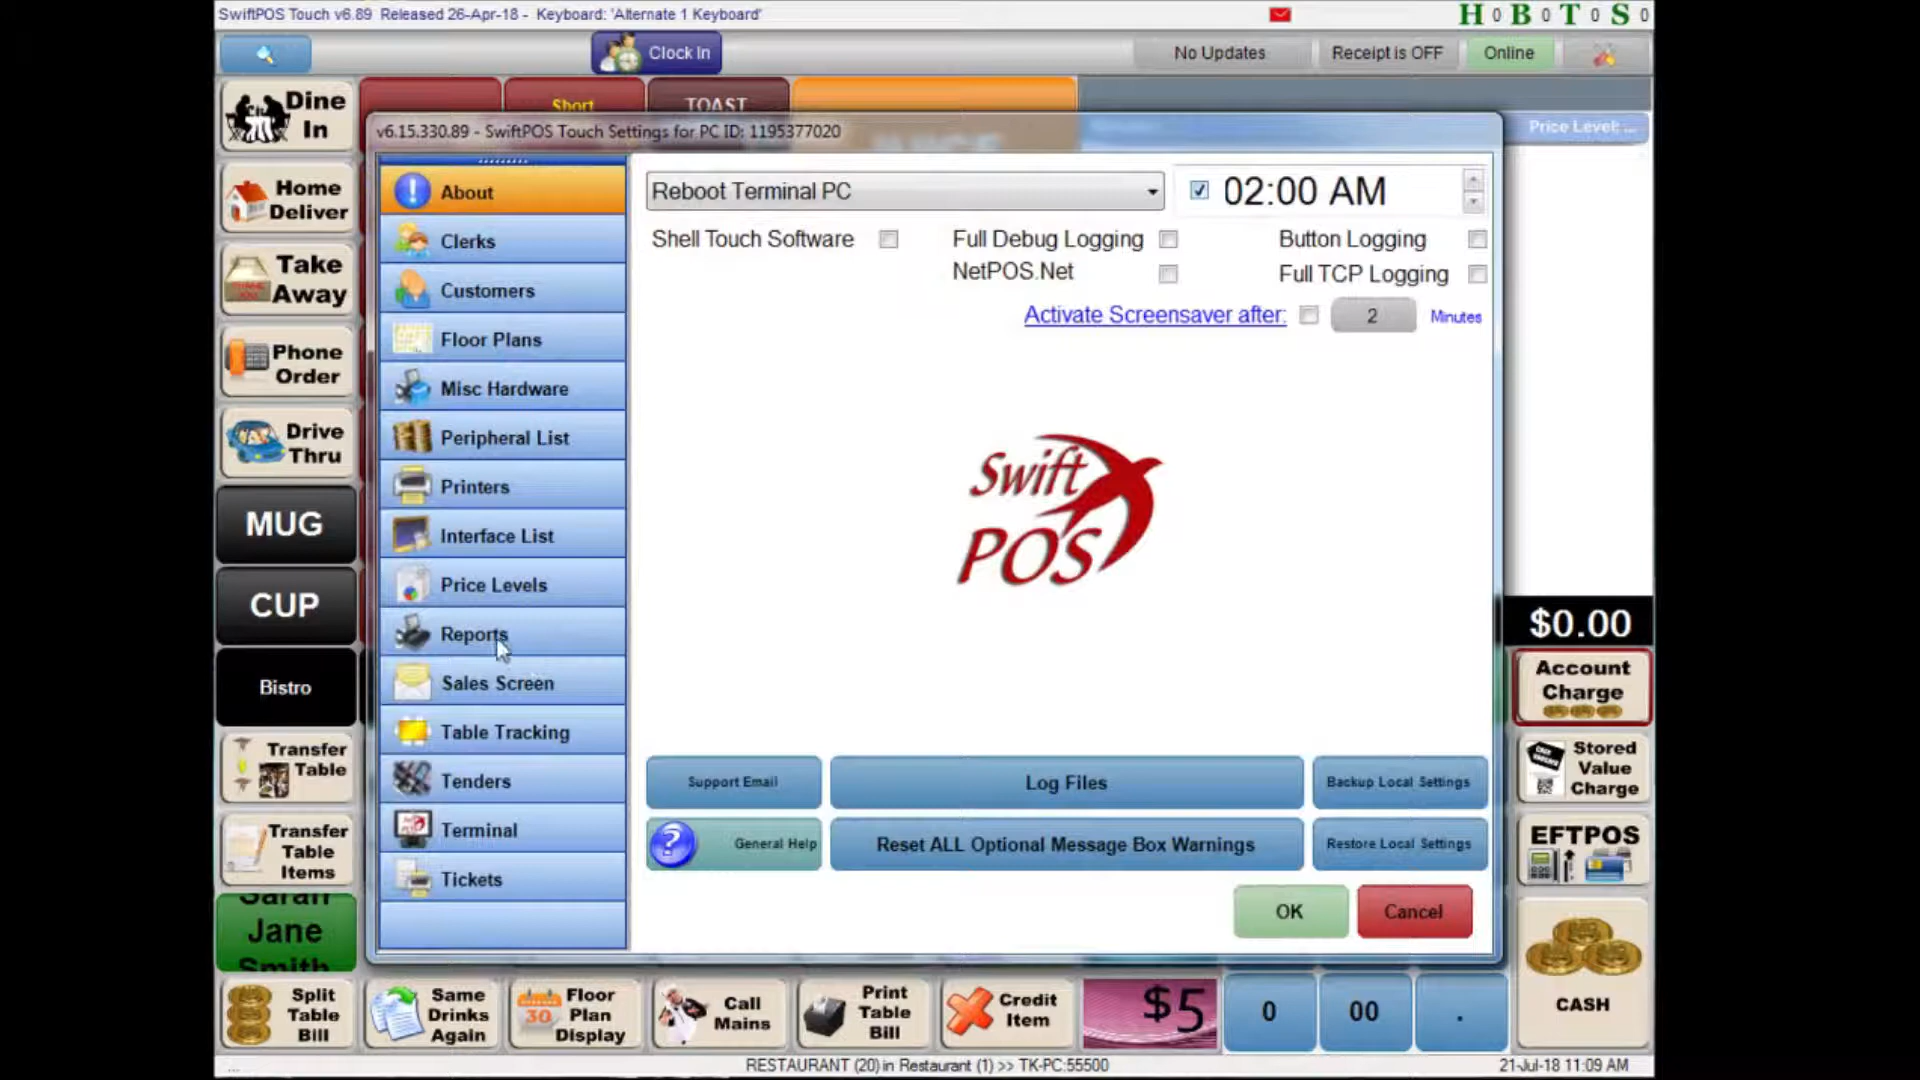 SwiftPOS Touch v6.89 Released 26-Apr-18 - Keyboard: 'Alternate 1 Keyboard'
H 0 B 0 T 0 S 0
Clock In
No Updates
Receipt is OFF
Online
Dine
In
Home
Deliver
Take
Away
Phone
Order
Drive
Thru
MUG
CUP
Bistro
Transfer
Table
Transfer
Table
Items
Sarah
Jane
Smith
Short
TOAST
Price Level: ...
v6.15.330.89 - SwiftPOS Touch Settings for PC ID: 1195377020
About
Clerks
Customers
Floor Plans
Misc Hardware
Peripheral List
Printers
Interface List
Price Levels
Reports
Sales Screen
Table Tracking
Tenders
Terminal
Tickets
Reboot Terminal PC
02:00 AM
Shell Touch Software
Full Debug Logging
Button Logging
NetPOS.Net
Full TCP Logging
Activate Screensaver after:
2
Minutes
Swift
POS
Support Email
Log Files
Backup Local Settings
General Help
Reset ALL Optional Message Box Warnings
Restore Local Settings
OK
Cancel
$0.00
Account
Charge
Stored
Value
Charge
EFTPOS
CASH
Split
Table
Bill
Same
Drinks
Again
30
Floor
Plan
Display
Call
Mains
Print
Table
Bill
Credit
Item
$5
0
00
.
...
RESTAURANT (20) in Restaurant (1) >> TK-PC:55500
21-Jul-18 11:09 AM